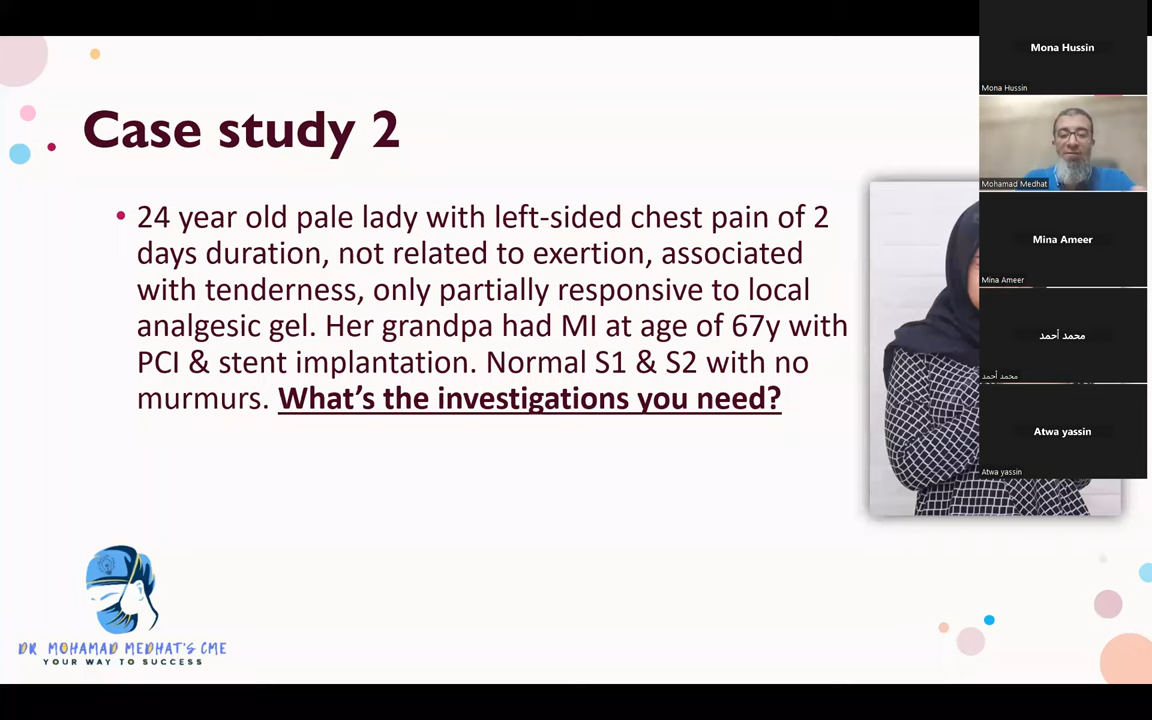 Case study 2
• 24 year old pale lady with left-sided chest pain of 2
days duration, not related to exertion, associated
with tenderness, only partially responsive to local
analgesic gel. Her grandpa had MI at age of 67y with
PCI & stent implantation. Normal S1 & S2 with no
murmurs. What's the investigations you need?
DR MOHAMAD MEDHAT'S CME
YOUR WAY TO SUCCESS
Mona Hussin
Mona Hussin
Mohamad Medhat
Mina Ameer
Mina Ameer
محمد أحمد
محمد أحمد
Atwa yassin
Atwa yassin